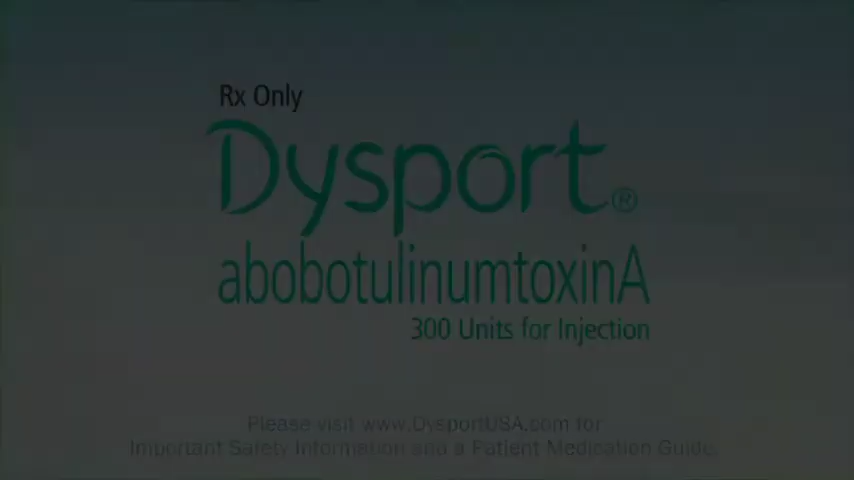 Rx Only
Dysport®
abobotulinumtoxinA
300 Units for Injection
Please visit www.DysportUSA.com for
Important Safety Information and a Patient Medication Guide.